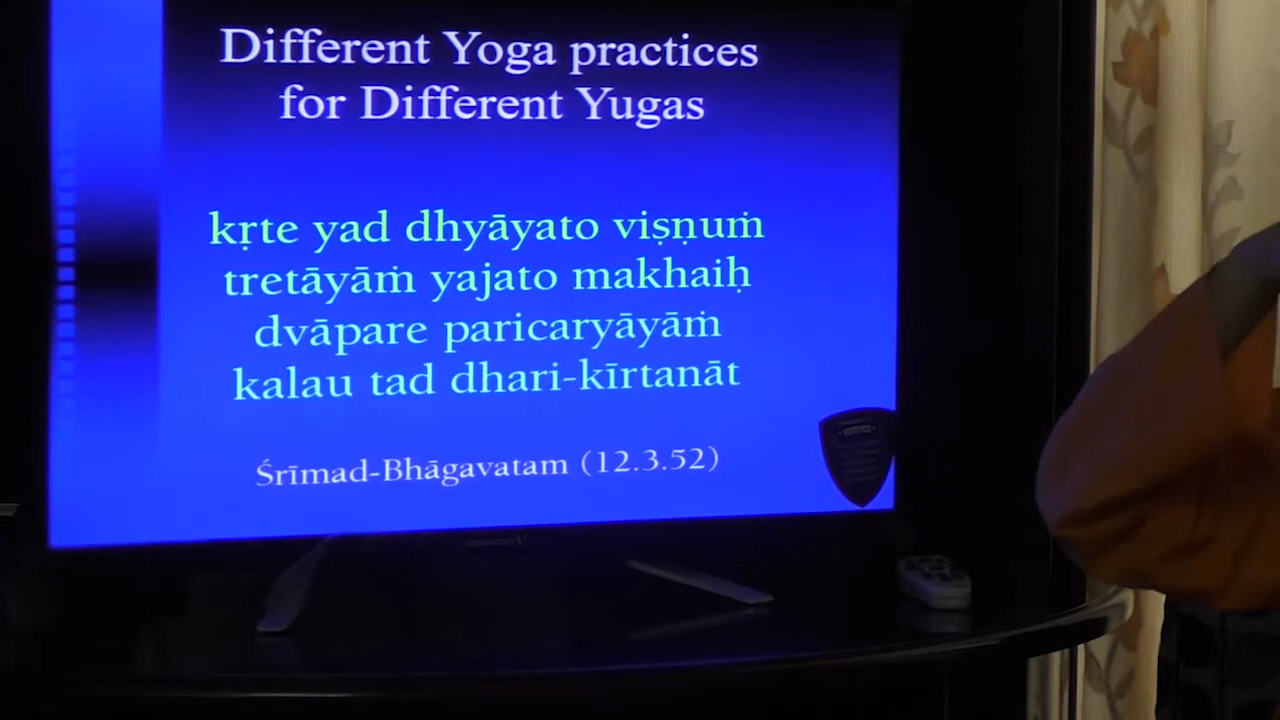 Different Yoga practices
for Different Yugas
kṛte yad dhyāyato viṣṇuṁ
tretāyāṁ yajato makhaiḥ
dvāpare paricaryāyāṁ
kalau tad dhari-kīrtanāt
Śrīmad-Bhāgavatam (12.3.52)